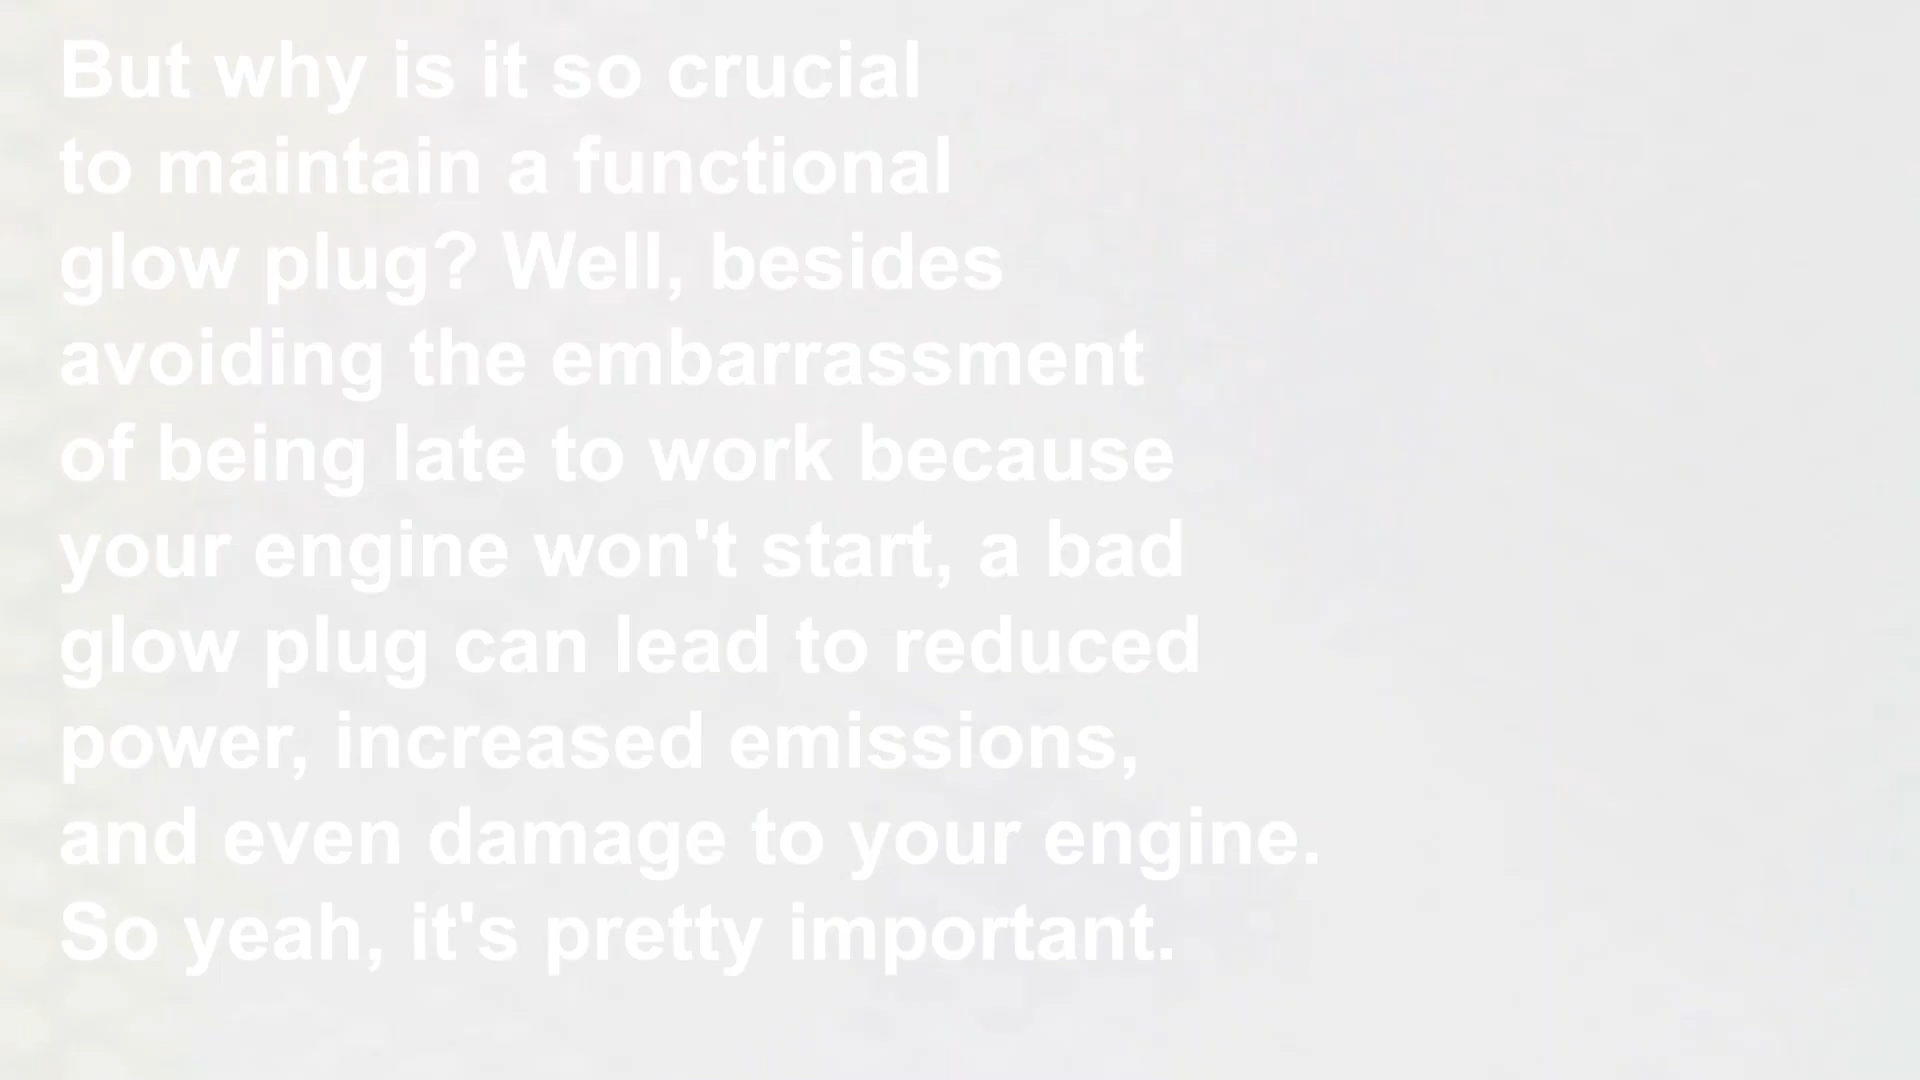 But why is it so crucial
to maintain a functional
glow plug? Well, besides
avoiding the embarrassment
of being late to work because
your engine won't start, a bad
glow plug can lead to reduced
power, increased emissions,
and even damage to your engine.
So yeah, it's pretty important.